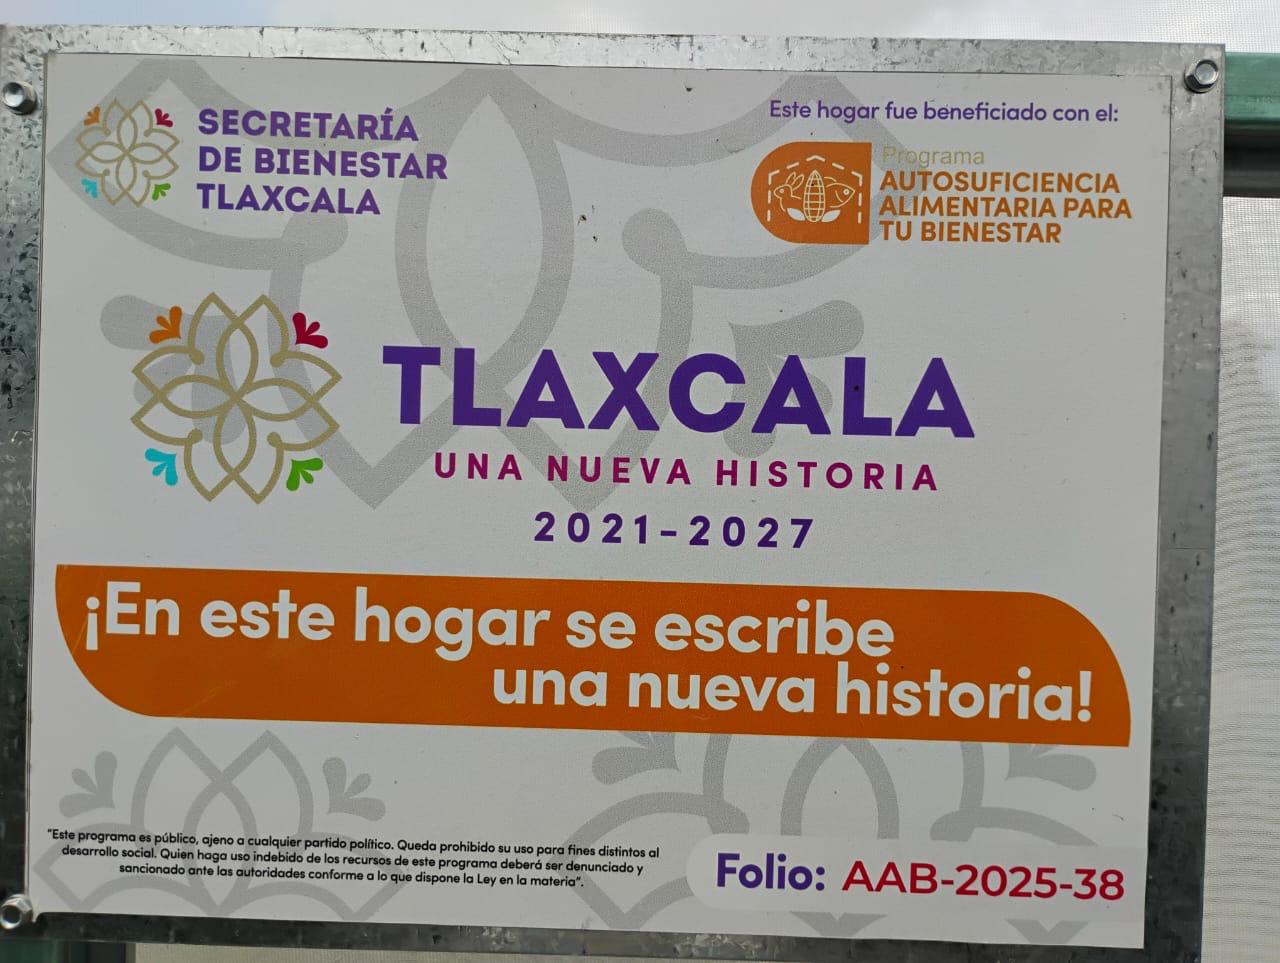 SECRETARÍA
DE BIENESTAR
TLAXCALA
Este hogar fue beneficiado con el:
Programa
AUTOSUFICIENCIA
ALIMENTARIA PARA
TU BIENESTAR
TLAXCALA
UNA NUEVA HISTORIA
2021-2027
¡En este hogar se escribe
una nueva historia!
"Este programa es público, ajeno a cualquier partido político. Queda prohibido su uso para fines distintos al
desarrollo social. Quien haga uso indebido de los recursos de este programa deberá ser denunciado y
sancionado ante las autoridades conforme a lo que dispone la Ley en la materia".
Folio: AAB-2025-38